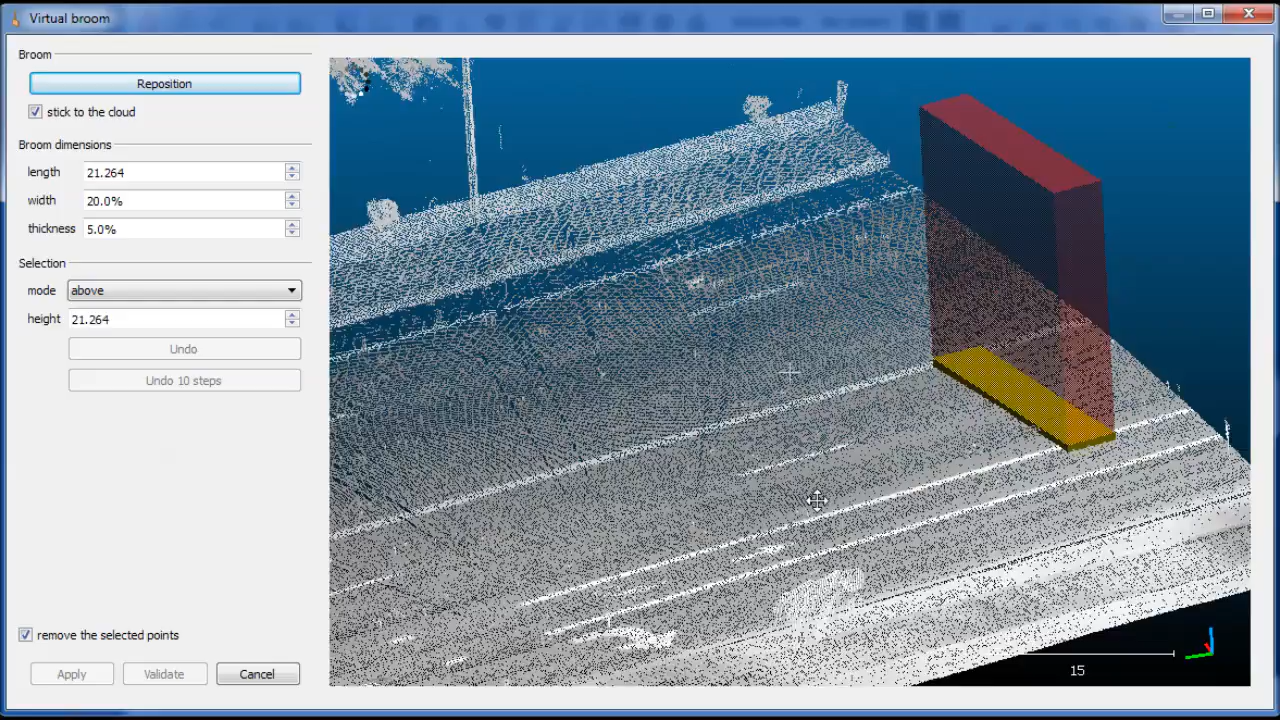 Virtual broom
Broom
Reposition
stick to the cloud
Broom dimensions
length 21.264
width 20.0%
thickness 5.0%
Selection
mode above
height 21.264
Undo
Undo 10 steps
remove the selected points
Apply Validate Cancel
15